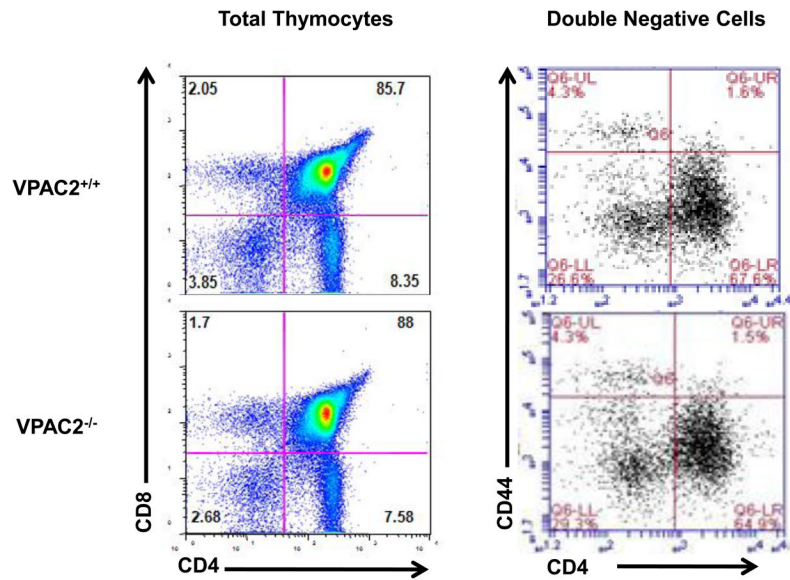 Total Thymocytes
Double Negative Cells
2.05
85.7
Q6-UL
4.3%
Q6-UR
1.6%
Q6
VPAC2+/+
3.85
8.35
Q6-LL
26.6%
Q6-LR
67.6%
1.7
88
Q6-UL
4.3%
Q6-UR
1.5%
Q6
VPAC2-/-
2.68
7.58
Q6-LL
29.3%
Q6-LR
64.9%
CD8
CD4
CD44
CD4